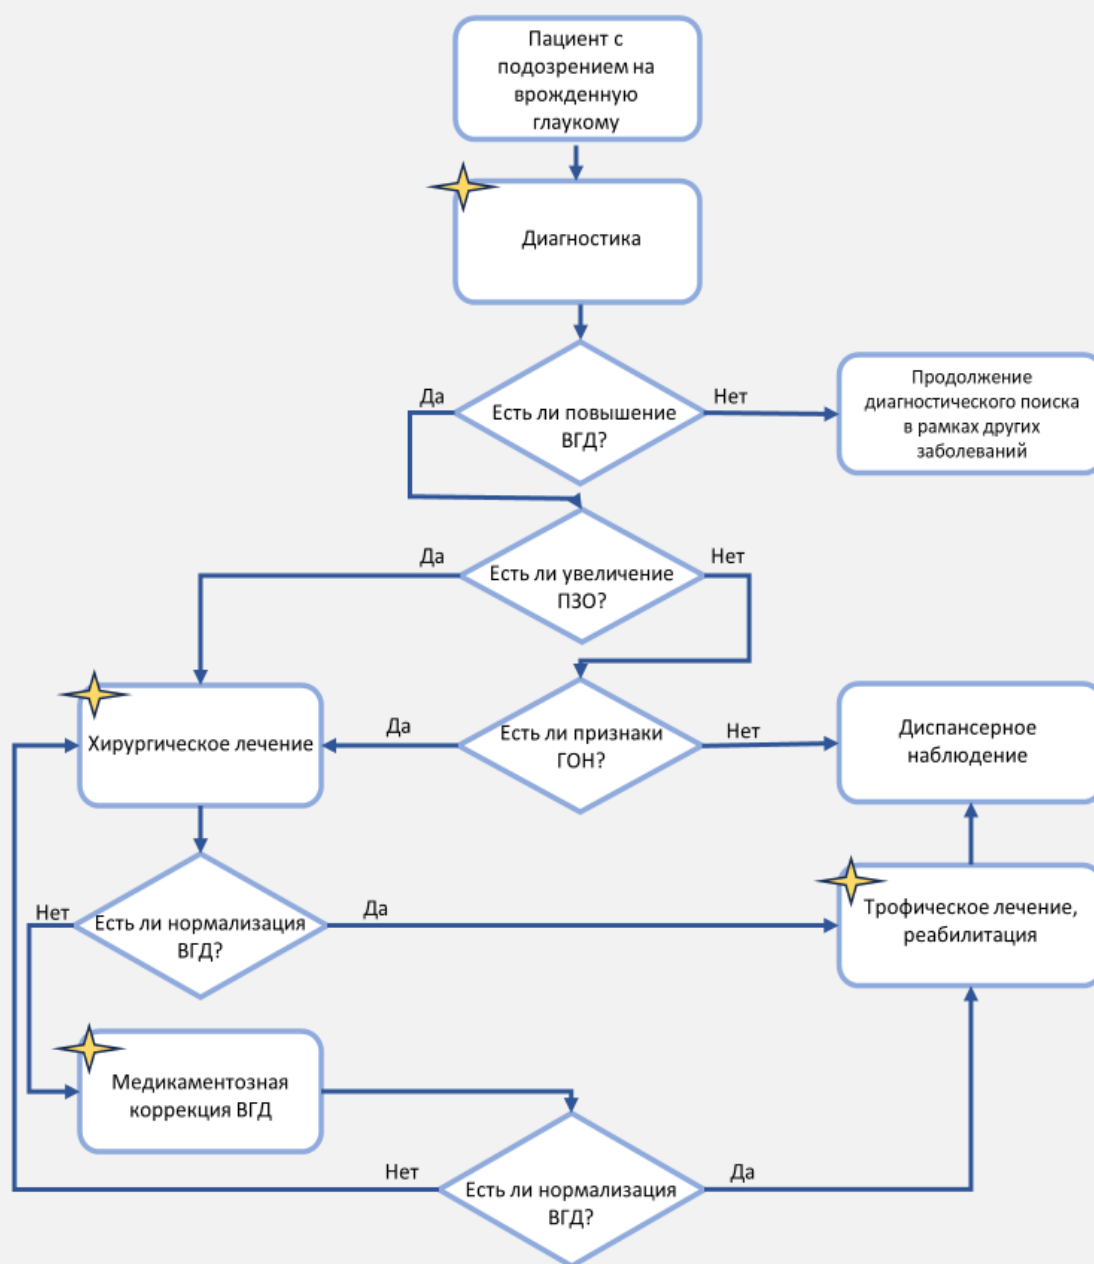 Пациент с
подозрением на
врожденную
глаукому
Диагностика
Да
Нет
Есть ли повышение
ВГД?
Продолжение
диагностического поиска
в рамках других
заболеваний
Да
Нет
Есть ли увеличение
ПЗО?
Хирургическое лечение
Да
Есть ли признаки
ГОН?
Нет
Диспансерное
наблюдение
Нет
Есть ли нормализация
ВГД?
Да
Трофическое лечение,
реабилитация
Медикаментозная
коррекция ВГД
Нет
Есть ли нормализация
ВГД?
Да